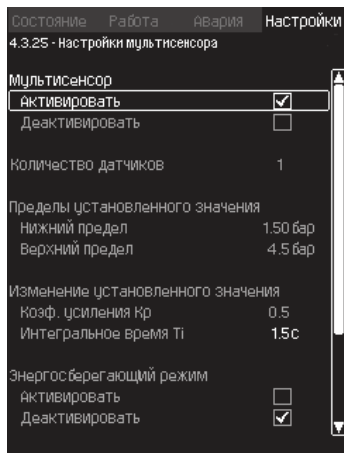 Состояние Работа Авария Настройки
4.3.25 - Настройки мультисенсора
Мультисенсор
Активировать
Деактивировать
Количество датчиков 1
Пределы установленного значения
Нижний предел 1.50 бар
Верхний предел 4.5 бар
Изменение установленного значения
Коэф. усиления Kp 0.5
Интегральное время Ti 1.5с
Энергосберегающий режим
Активировать
Деактивировать